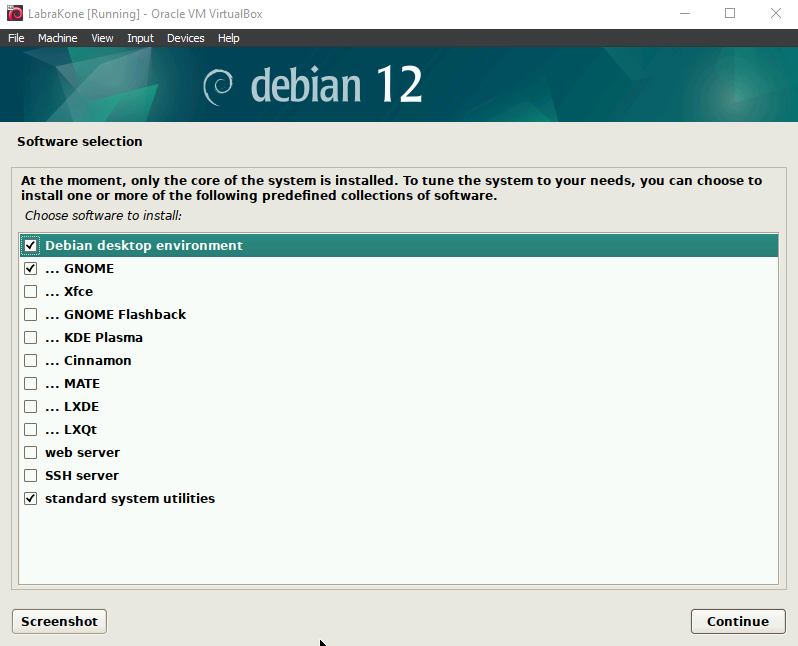 LabraKone [Running] - Oracle VM VirtualBox
File Machine View Input Devices Help
debian 12
Software selection
At the moment, only the core of the system is installed. To tune the system to your needs, you can choose to
install one or more of the following predefined collections of software.
Choose software to install:
Debian desktop environment
... GNOME
... Xfce
... GNOME Flashback
... KDE Plasma
... Cinnamon
... MATE
... LXDE
... LXQt
web server
SSH server
standard system utilities
Screenshot
Continue